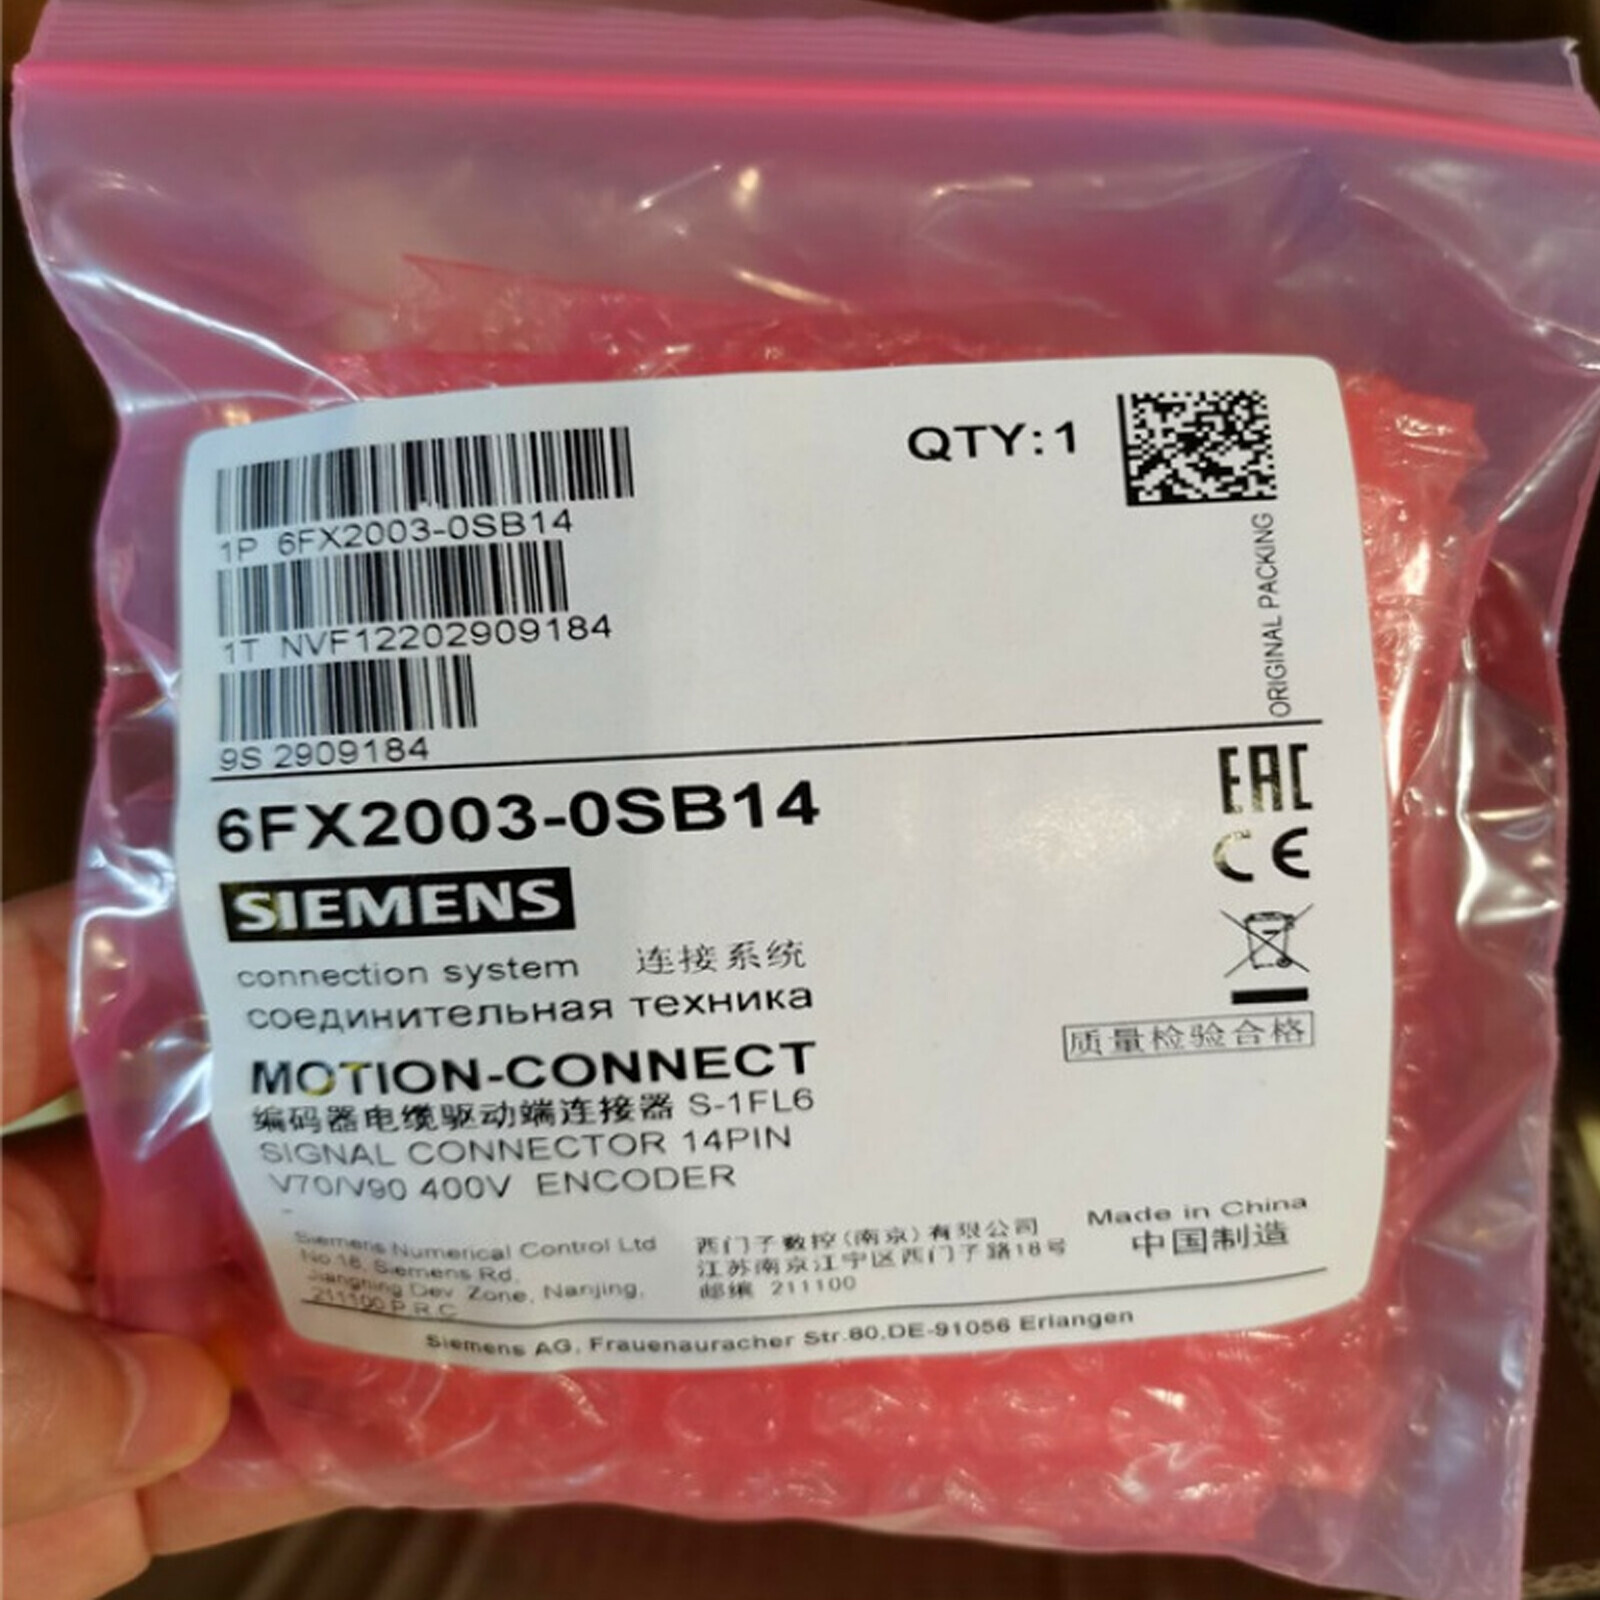 QTY:1
1P 6FX2003-0SB14
1T NVF12202909184
9S 2909184
ORIGINAL PACKING
6FX2003-0SB14
EAC
CE
SIEMENS
connection system 连接系统
соединительная техника
质量检验合格
MOTION-CONNECT
编码器电缆驱动端连接器 S-1FL6
SIGNAL CONNECTOR 14PIN
V70/V90 400V ENCODER
Siemens Numerical Control Ltd
No.18, Siemens Rd.
Jiangning Dev Zone, Nanjing,
211100 P.R.C
西门子数控(南京)有限公司
江苏南京江宁区西门子路18号
邮编 211100
Made in China
中国制造
Siemens AG, Frauenauracher Str.80,DE-91056 Erlangen